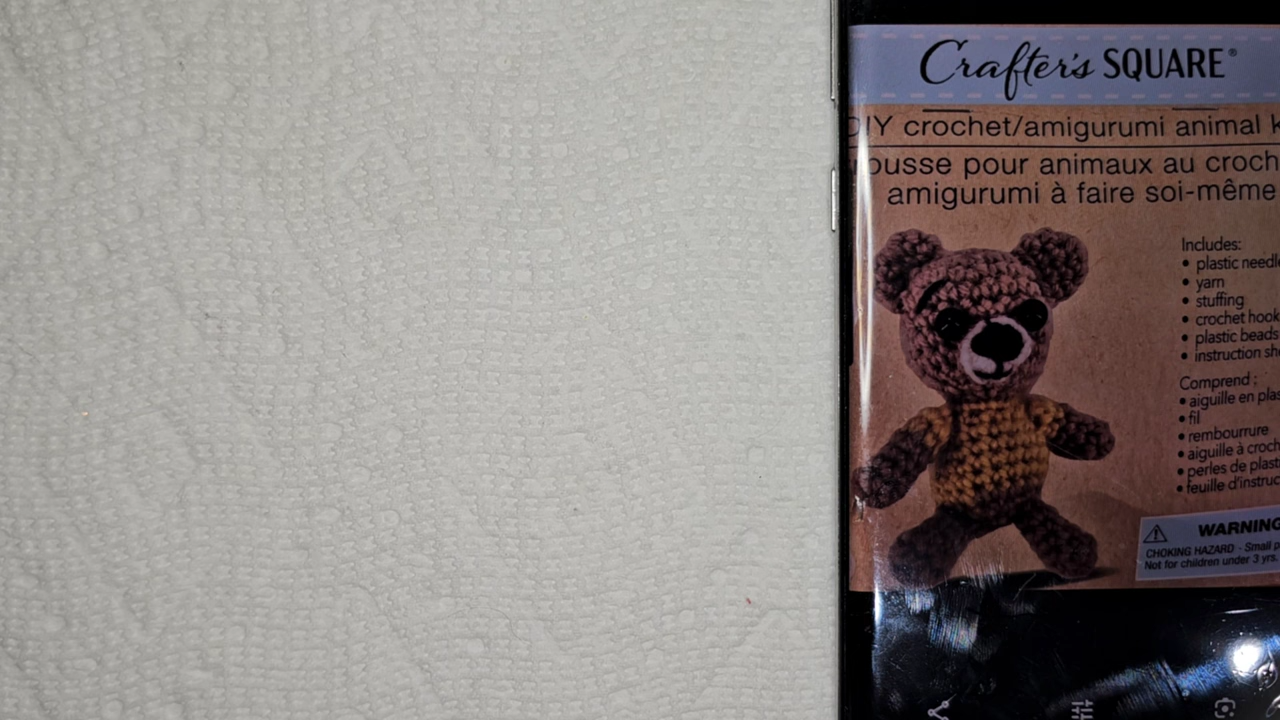 Crafter's SQUARE®
DIY crochet/amigurumi animal
ousse pour animaux au croch
amigurumi à faire soi-même
Includes:
• plastic needl
• yarn
• stuffing
• crochet hook
• plastic beads
• instruction sh
Comprend :
• aiguille en plas
• fil
• rembourrure
• aiguille à croch
• perles de plast
• feuille d'instruc
WARNING
CHOKING HAZARD - Small p
Not for children under 3 yrs.